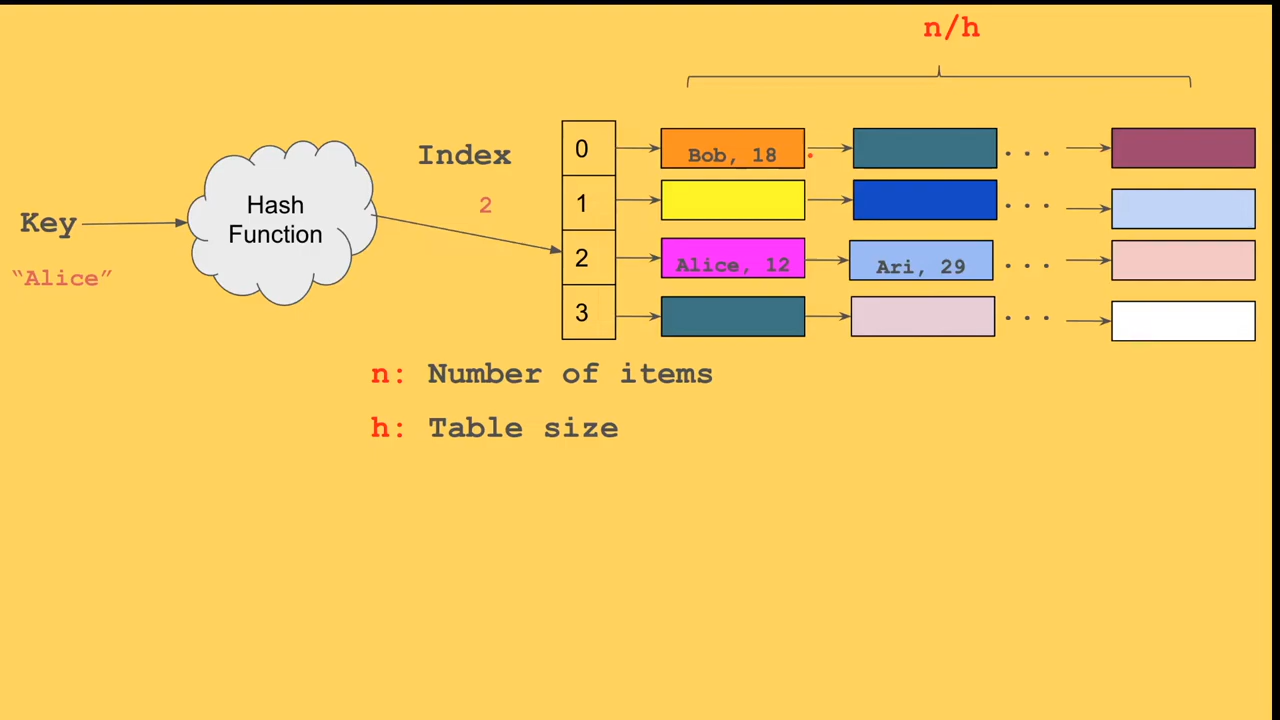 n/h
Index
2
Key
“Alice”
Hash
Function
0
1
2
3
Bob, 18
Alice, 12
Ari, 29
n: Number of items
h: Table size